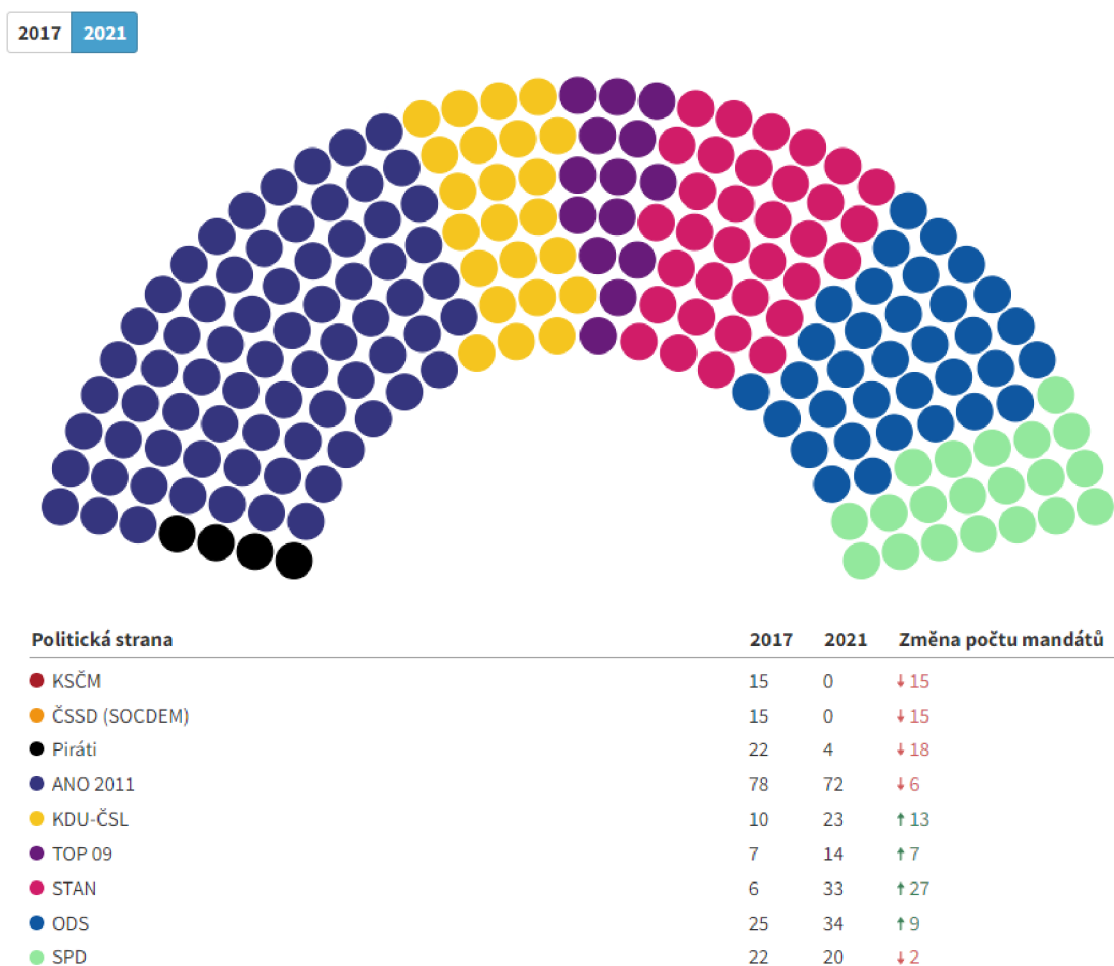 2017 2021
Politická strana 2017 2021 Změna počtu mandátů
KSČM 15 0 ↓ 15
ČSSD (SOCDEM) 15 0 ↓ 15
Piráti 22 4 ↓ 18
ANO 2011 78 72 ↓ 6
KDU-ČSL 10 23 ↑ 13
TOP 09 7 14 ↑ 7
STAN 6 33 ↑ 27
ODS 25 34 ↑ 9
SPD 22 20 ↓ 2